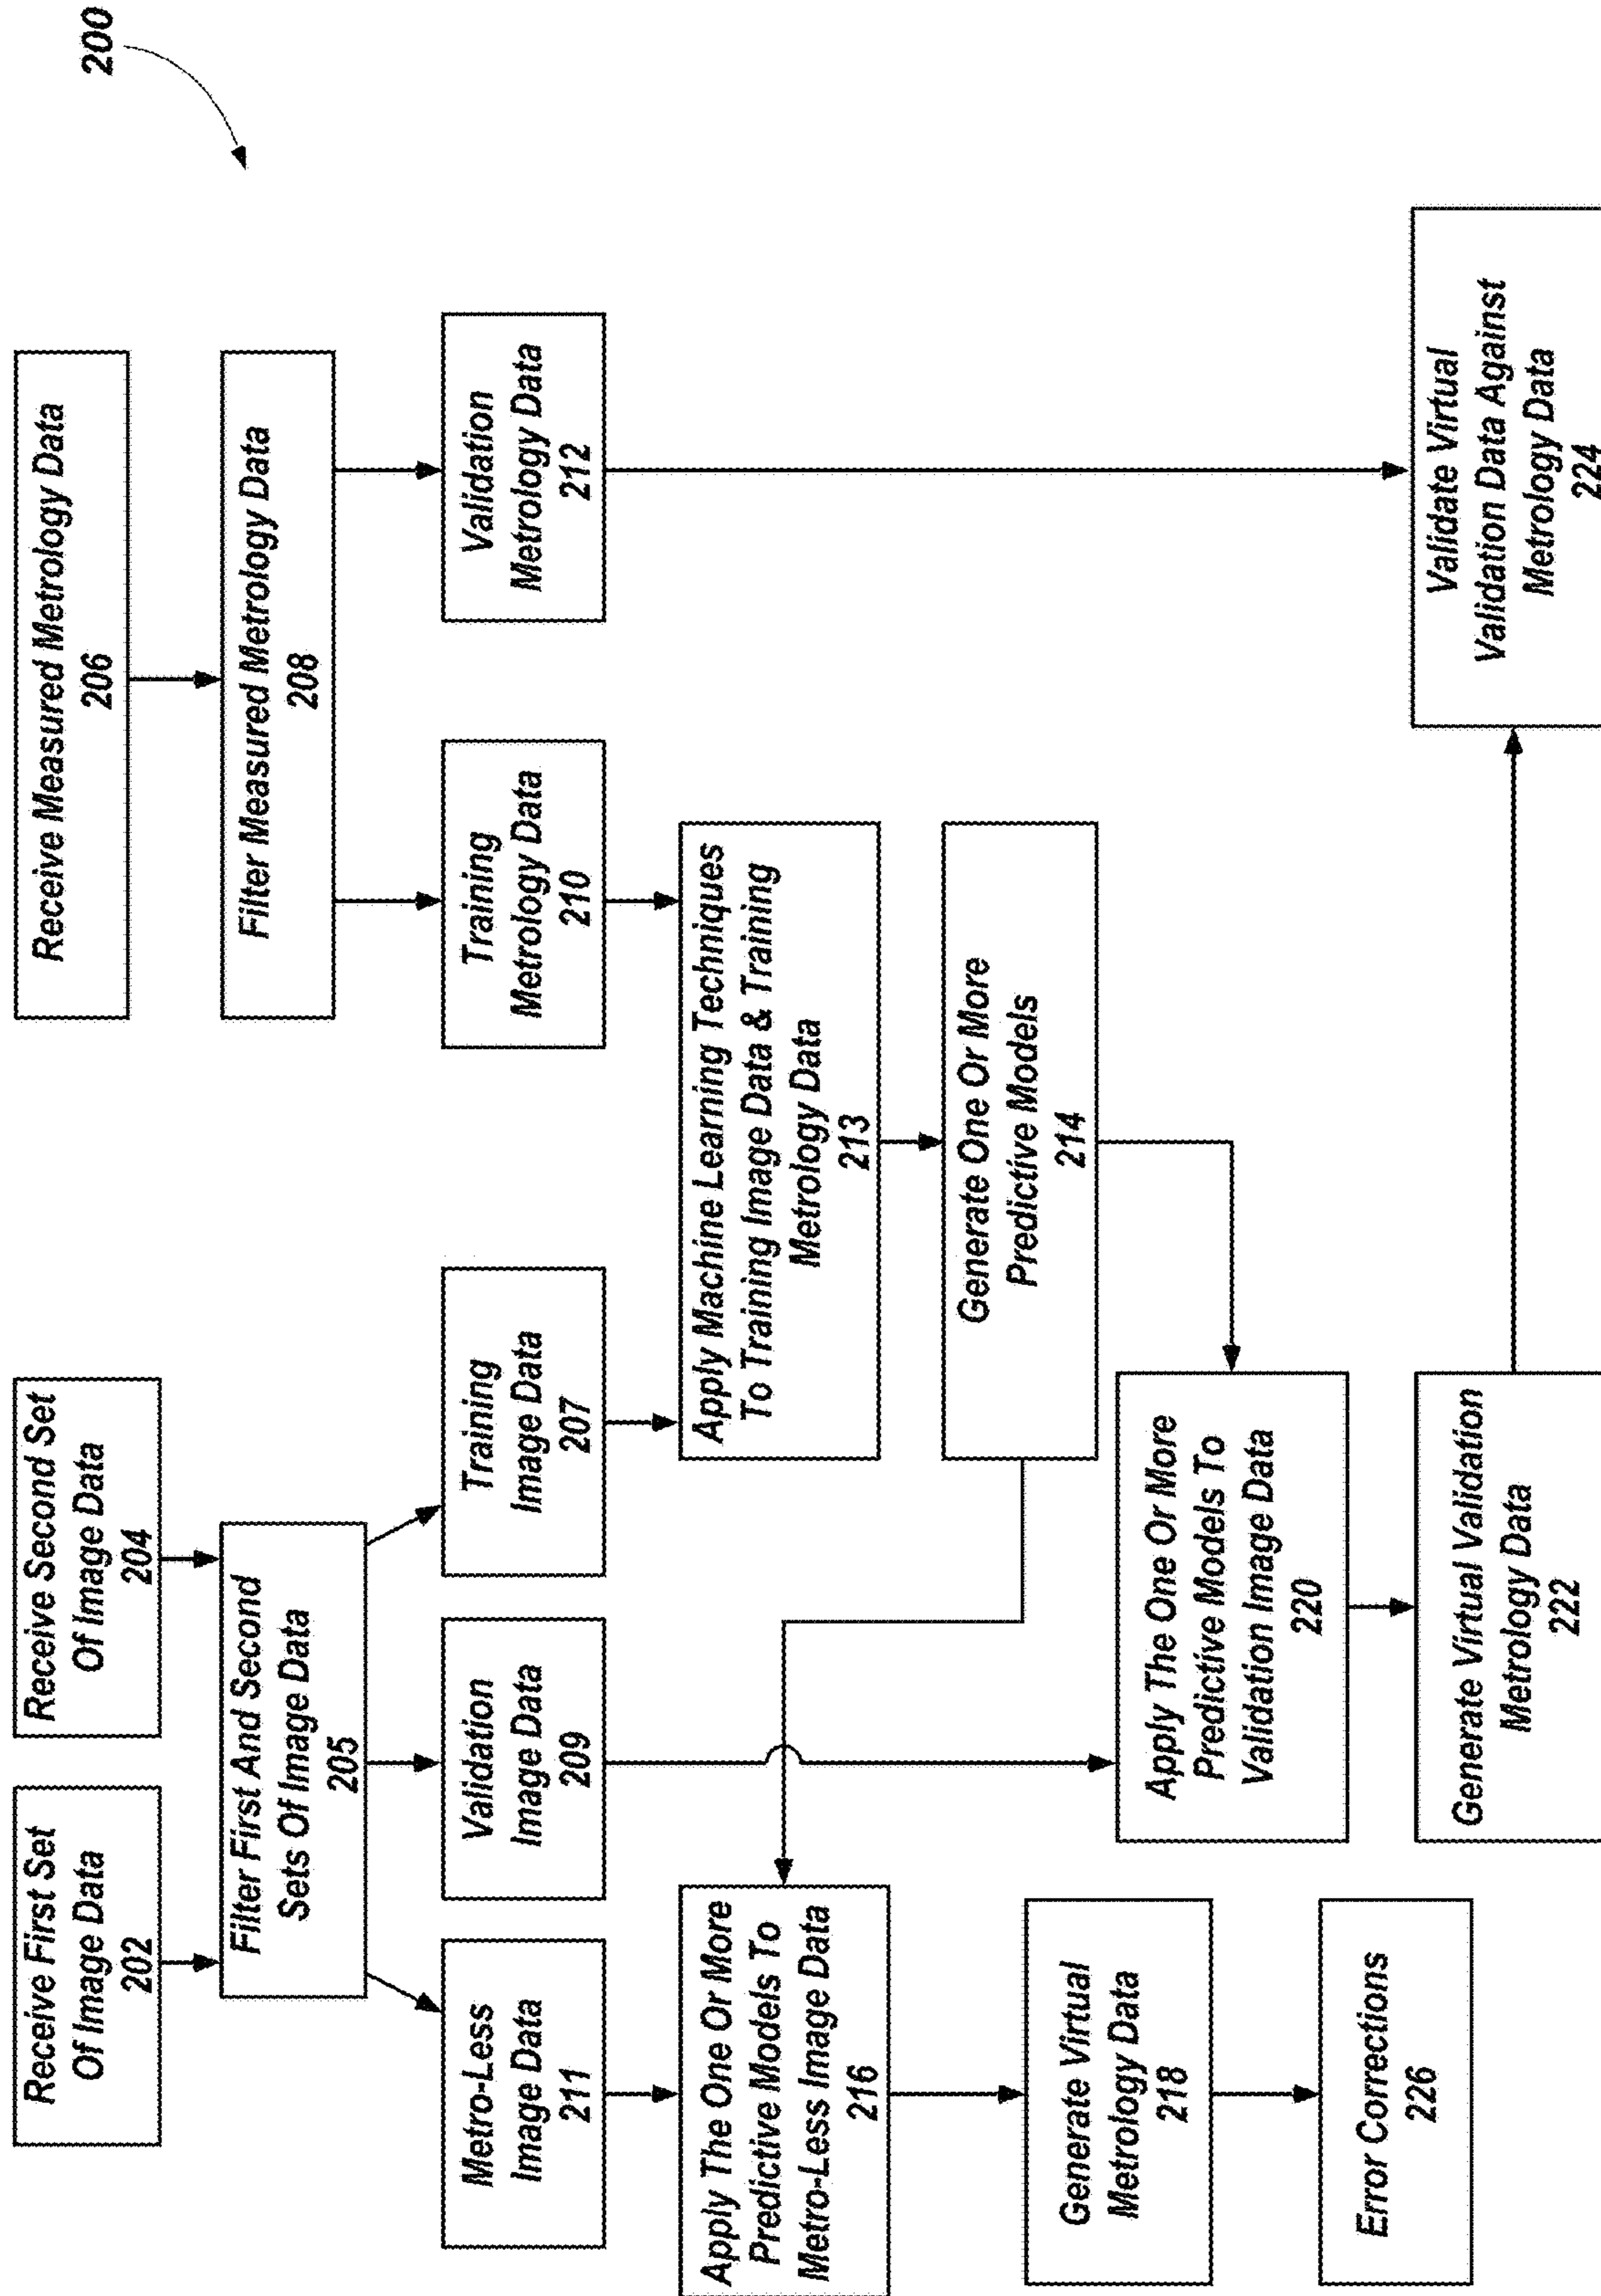 200
Receive First Set
Of Image Data
202
Receive Second Set
Of Image Data
204
Receive Measured Metrology Data
206
Filter First And Second
Sets Of Image Data
205
Filter Measured Metrology Data
208
Metro-Less
Image Data
211
Validation
Image Data
209
Training
Image Data
207
Training
Metrology Data
210
Validation
Metrology Data
212
Apply The One Or More
Predictive Models To
Metro-Less Image Data
216
Apply Machine Learning Techniques
To Training Image Data & Training
Metrology Data
213
Generate One Or More
Predictive Models
214
Generate Virtual
Metrology Data
218
Apply The One Or More
Predictive Models To
Validation Image Data
220
Error Corrections
226
Generate Virtual Validation
Metrology Data
222
Validate Virtual
Validation Data Against
Metrology Data
224